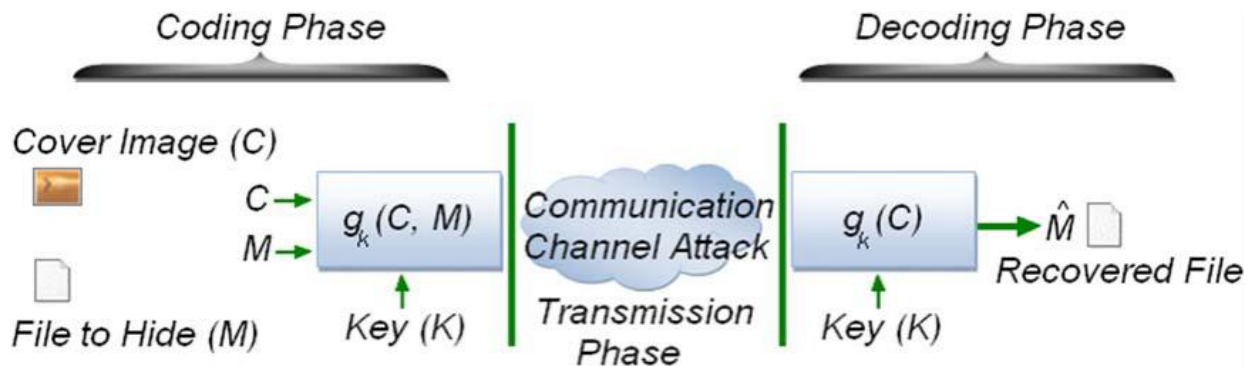 Coding Phase
Decoding Phase
Cover Image (C)
C
M
g_k (C, M)
Key (K)
File to Hide (M)
Communication
Channel Attack
Transmission
Phase
g_k (C)
Key (K)
M̂
Recovered File